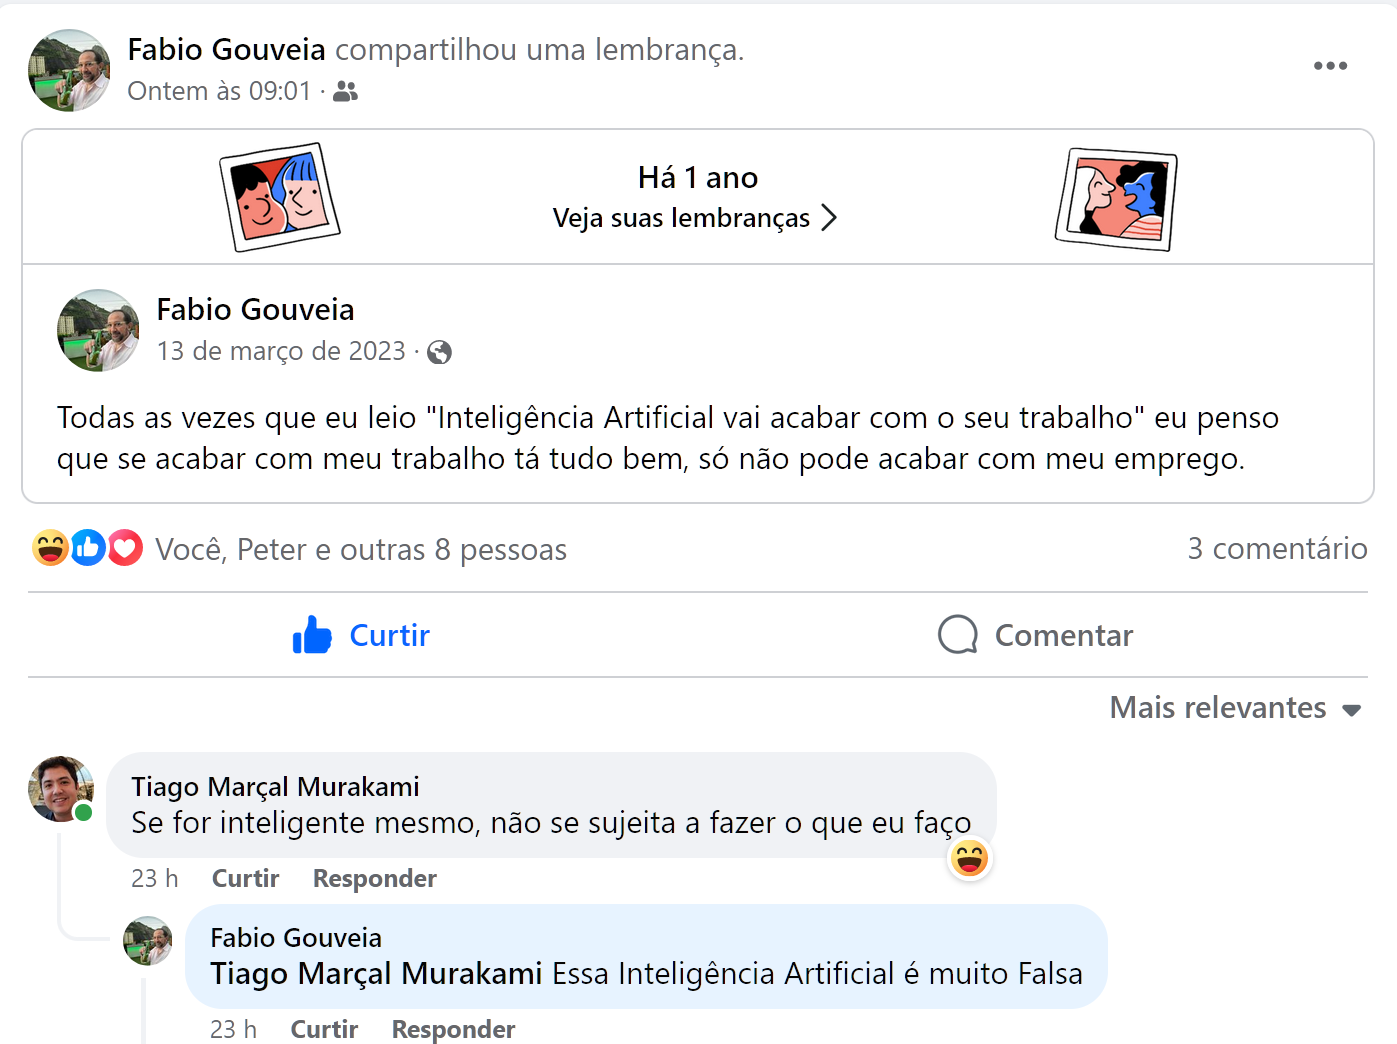 Fabio Gouveia compartilhou uma lembrança.
Ontem às 09:01 ·
Há 1 ano
Veja suas lembranças
Fabio Gouveia
13 de março de 2023 ·
Todas as vezes que eu leio "Inteligência Artificial vai acabar com o seu trabalho" eu penso
que se acabar com meu trabalho tá tudo bem, só não pode acabar com meu emprego.
Você, Peter e outras 8 pessoas
3 comentário
Curtir
Comentar
Mais relevantes
Tiago Marçal Murakami
Se for inteligente mesmo, não se sujeita a fazer o que eu faço
23 h Curtir Responder
Fabio Gouveia
Tiago Marçal Murakami Essa Inteligência Artificial é muito Falsa
23 h Curtir Responder